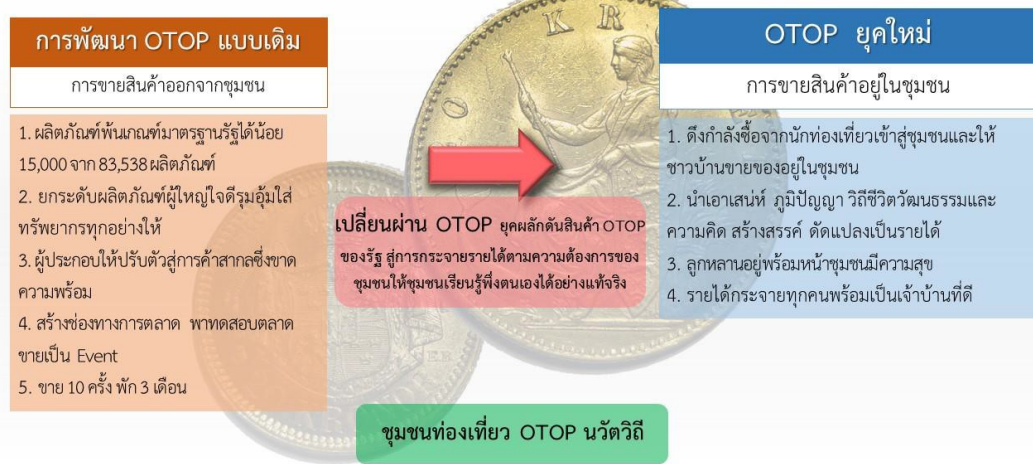 การพัฒนา OTOP แบบเดิม
การขายสินค้าออกจากชุมชน
1. ผลิตภัณฑ์พ้นเกณฑ์มาตรฐานรัฐได้น้อย
15,000 จาก 83,538 ผลิตภัณฑ์
2. ยกระดับผลิตภัณฑ์ผู้ใหญ่ใจดีรุมอุ้มใส่
ทรัพยากรทุกอย่างให้
3. ผู้ประกอบให้ปรับตัวสู่การค้าสากลซึ่งขาด
ความพร้อม
4. สร้างช่องทางการตลาด พาทดสอบตลาด
ขายเป็น Event
5. ขาย 10 ครั้ง พัก 3 เดือน
เปลี่ยนผ่าน OTOP ยุคผลักดันสินค้า OTOP
ของรัฐ สู่การกระจายรายได้ตามความต้องการของ
ชุมชนให้ชุมชนเรียนรู้พึ่งตนเองได้อย่างแท้จริง
OTOP ยุคใหม่
การขายสินค้าอยู่ในชุมชน
1. ดึงกำลังซื้อจากนักท่องเที่ยวเข้าสู่ชุมชนและให้
ชาวบ้านขายของอยู่ในชุมชน
2. นำเอาเสน่ห์ ภูมิปัญญา วิถีชีวิตวัฒนธรรมและ
ความคิด สร้างสรรค์ ดัดแปลงเป็นรายได้
3. ลูกหลานอยู่พร้อมหน้าชุมชนมีความสุข
4. รายได้กระจายทุกคนพร้อมเป็นเจ้าบ้านที่ดี
ชุมชนท่องเที่ยว OTOP นวัตวิถี